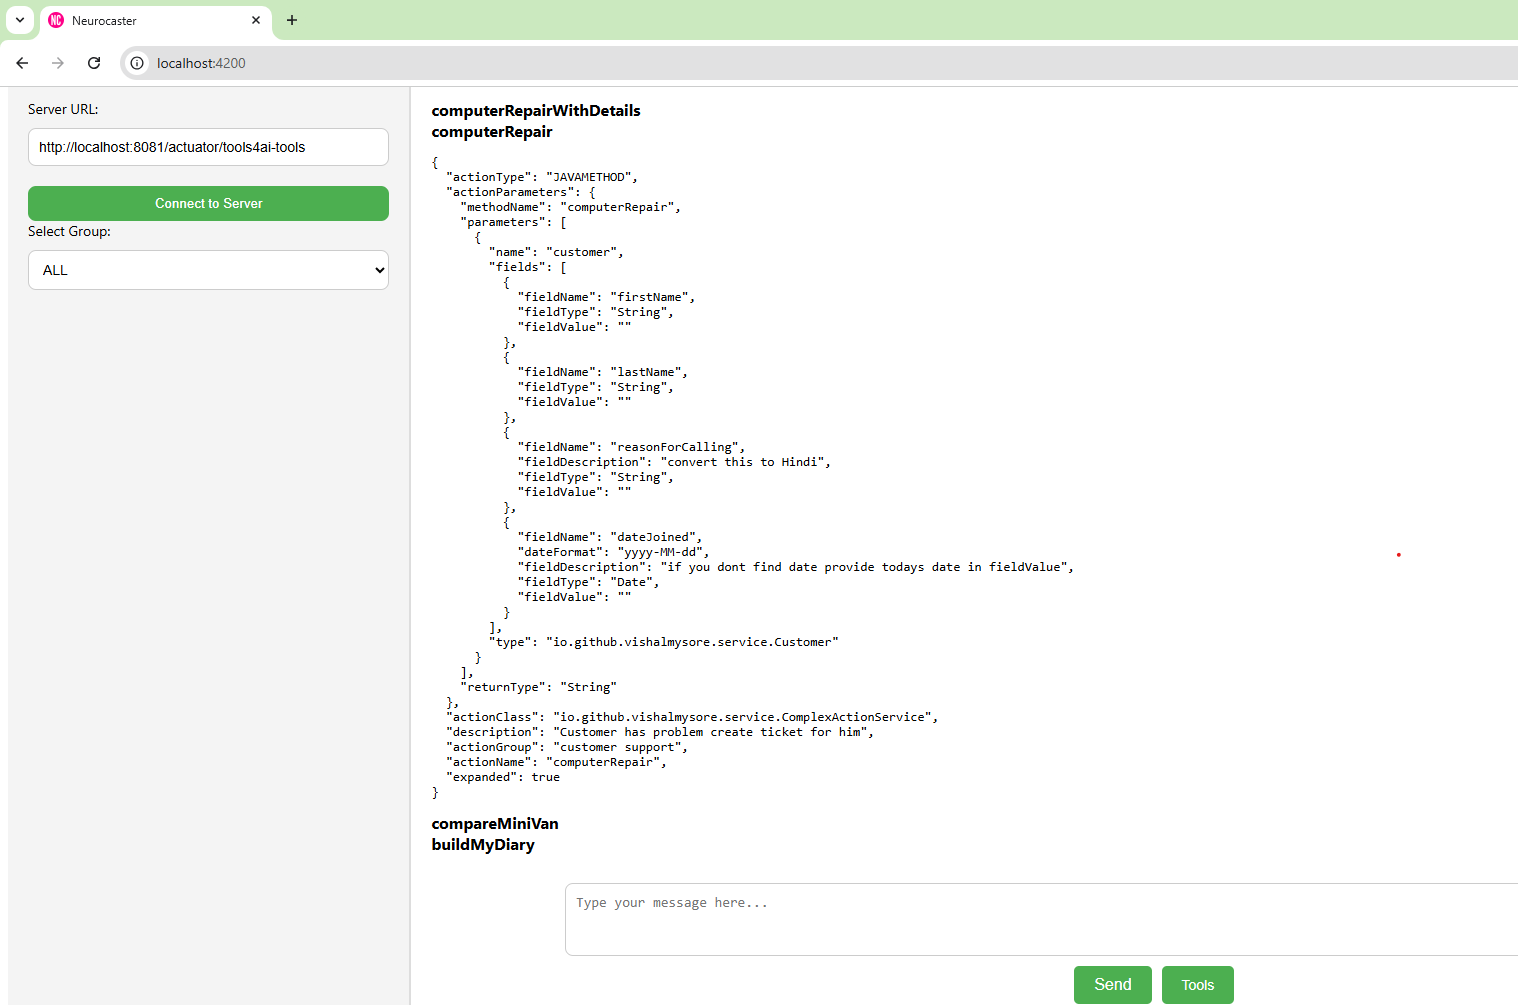 NC Neurocaster
localhost:4200
Server URL:
http://localhost:8081/actuator/tools4ai-tools
Connect to Server
Select Group:
ALL
computerRepairWithDetails
computerRepair
{
  "actionType": "JAVAMETHOD",
  "actionParameters": {
    "methodName": "computerRepair",
    "parameters": [
      {
        "name": "customer",
        "fields": [
          {
            "fieldName": "firstName",
            "fieldType": "String",
            "fieldValue": ""
          },
          {
            "fieldName": "lastName",
            "fieldType": "String",
            "fieldValue": ""
          },
          {
            "fieldName": "reasonForCalling",
            "fieldDescription": "convert this to Hindi",
            "fieldType": "String",
            "fieldValue": ""
          },
          {
            "fieldName": "dateJoined",
            "dateFormat": "yyyy-MM-dd",
            "fieldDescription": "if you dont find date provide todays date in fieldValue",
            "fieldType": "Date",
            "fieldValue": ""
          }
        ],
        "type": "io.github.vishalmysore.service.Customer"
      }
    ],
    "returnType": "String"
  },
  "actionClass": "io.github.vishalmysore.service.ComplexActionService",
  "description": "Customer has problem create ticket for him",
  "actionGroup": "customer support",
  "actionName": "computerRepair",
  "expanded": true
}
compareMiniVan
buildMyDiary
Type your message here...
Send Tools